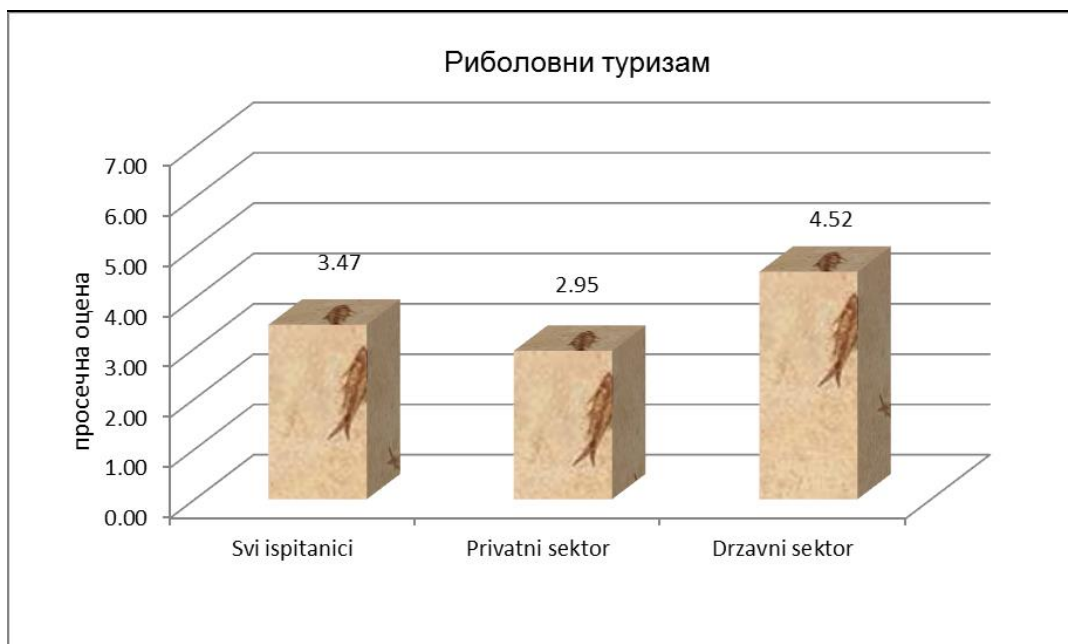 Риболовни туризам
просечна оцена
7.00
6.00
5.00
4.00
3.00
2.00
1.00
0.00
3.47
2.95
4.52
Svi ispitanici
Privatni sektor
Drzavni sektor